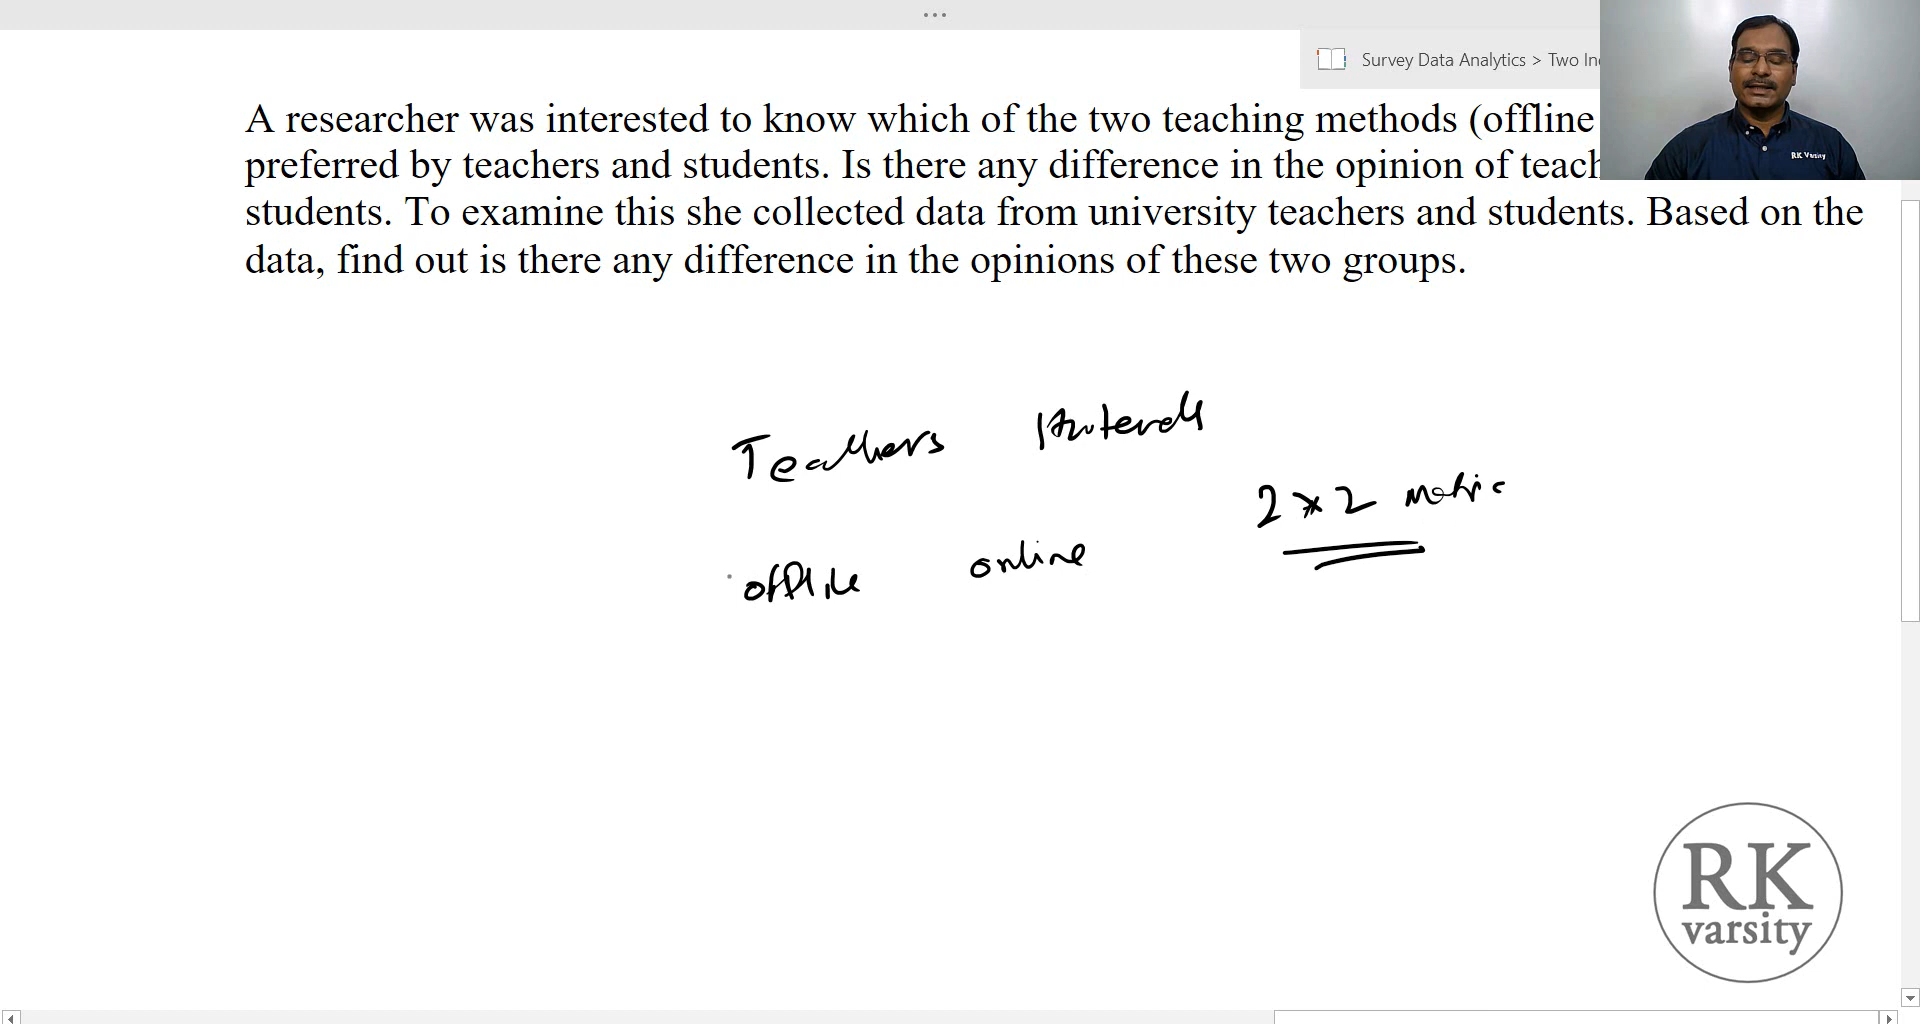 Survey Data Analytics > Two In
A researcher was interested to know which of the two teaching methods (offline
preferred by teachers and students. Is there any difference in the opinion of teach
students. To examine this she collected data from university teachers and students. Based on the
data, find out is there any difference in the opinions of these two groups.
Teachers
2 x 2
online
RK Varsity
RK
varsity